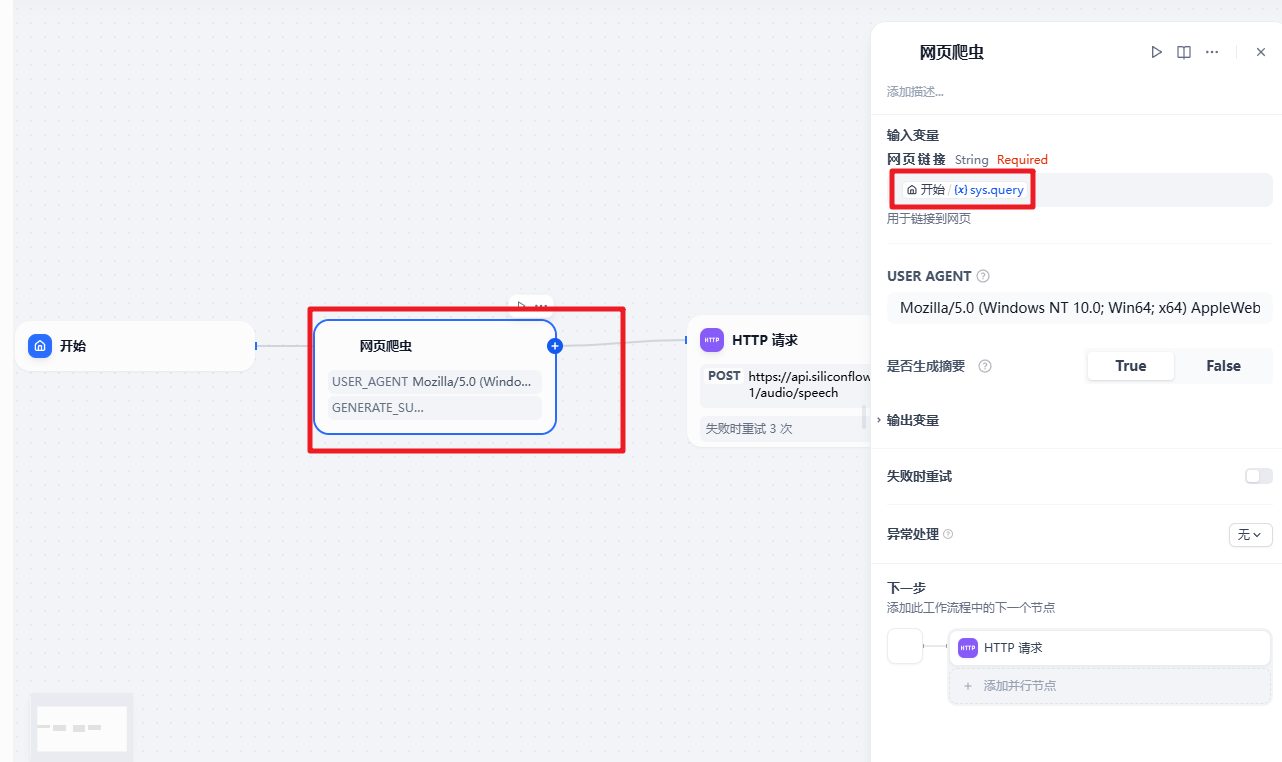 开始
网页爬虫
USER_AGENT Mozilla/5.0 (Windo...
GENERATE_SU...
HTTP 请求
POST https://api.siliconflow
1/audio/speech
失败时重试 3 次
网页爬虫
添加描述...
输入变量
网页链接 String Required
开始 / {x} sys.query
用于链接到网页
USER AGENT
Mozilla/5.0 (Windows NT 10.0; Win64; x64) AppleWeb
是否生成摘要 True False
输出变量
失败时重试
异常处理 无
下一步
添加此工作流程中的下一个节点
HTTP 请求
+ 添加并行节点